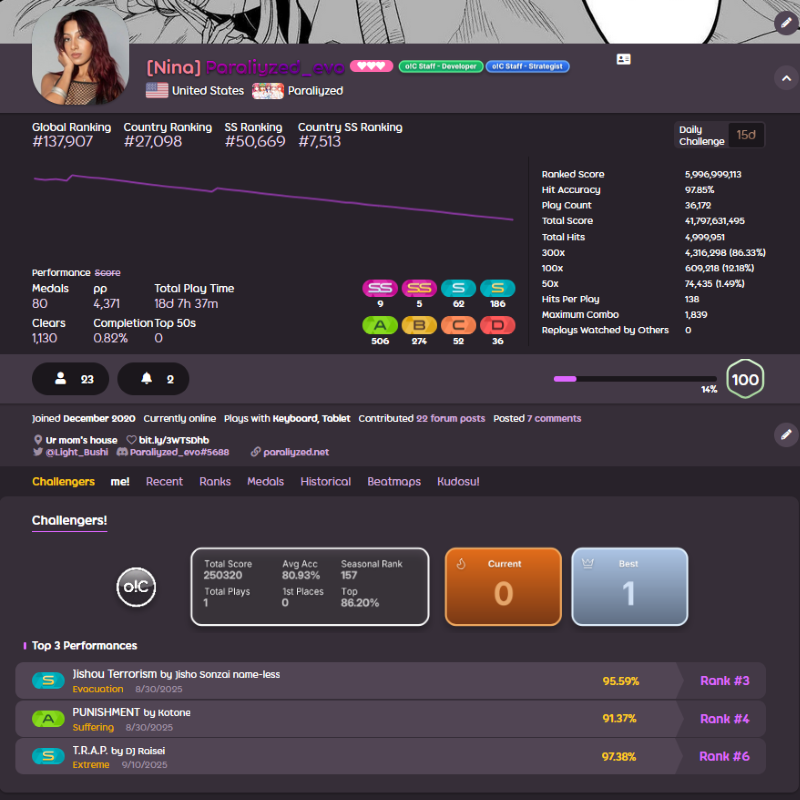 [Nina] Paraliyzed_evo o!C Staff - Developer o!C Staff - Strategist
United States Paraliyzed
Global Ranking Country Ranking SS Ranking Country SS Ranking
#137,907 #27,098 #50,669 #7,513
Daily Challenge 15d
Ranked Score 5,996,999,113
Hit Accuracy 97.85%
Play Count 36,172
Total Score 41,797,631,495
Total Hits 4,999,951
300x 4,316,298 (86.33%)
100x 609,218 (12.18%)
50x 74,435 (1.49%)
Hits Per Play 138
Maximum Combo 1,839
Replays Watched by Others 0
Performance Score
Medals pp Total Play Time
80 4,371 18d 7h 37m
Clears Completion Top 50s
1,130 0.82% 0
SS SS S S
9 5 62 186
A B C D
506 274 52 36
23 2
14% 100
Joined December 2020 Currently online Plays with Keyboard, Tablet Contributed 22 forum posts Posted 7 comments
Ur mom's house bit.ly/3WTSDhb
@Light_Bushi Paraliyzed_evo#5688 paraliyzed.net
Challengers me! Recent Ranks Medals Historical Beatmaps Kudosu!
Challengers!
o!C
Total Score Avg Acc Seasonal Rank
250320 80.93% 157
Total Plays 1st Places Top
1 0 86.20%
Current
0
Best
1
Top 3 Performances
S Jishou Terrorism by Jisho Sonzai name-less 95.59% Rank #3
Evacuation 8/30/2025
A PUNISHMENT by Kotone 91.37% Rank #4
Suffering 8/30/2025
S T.R.A.P. by DJ Raisei 97.38% Rank #6
Extreme 9/10/2025